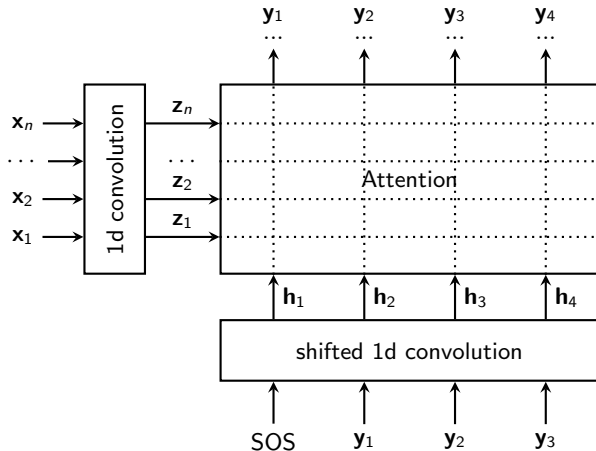 y1 y2 y3 y4
... ... ... ...
xn
zn
... ...
Attention
x2
z2
x1
z1
1d convolution
h1 h2 h3 h4
shifted 1d convolution
SOS y1 y2 y3